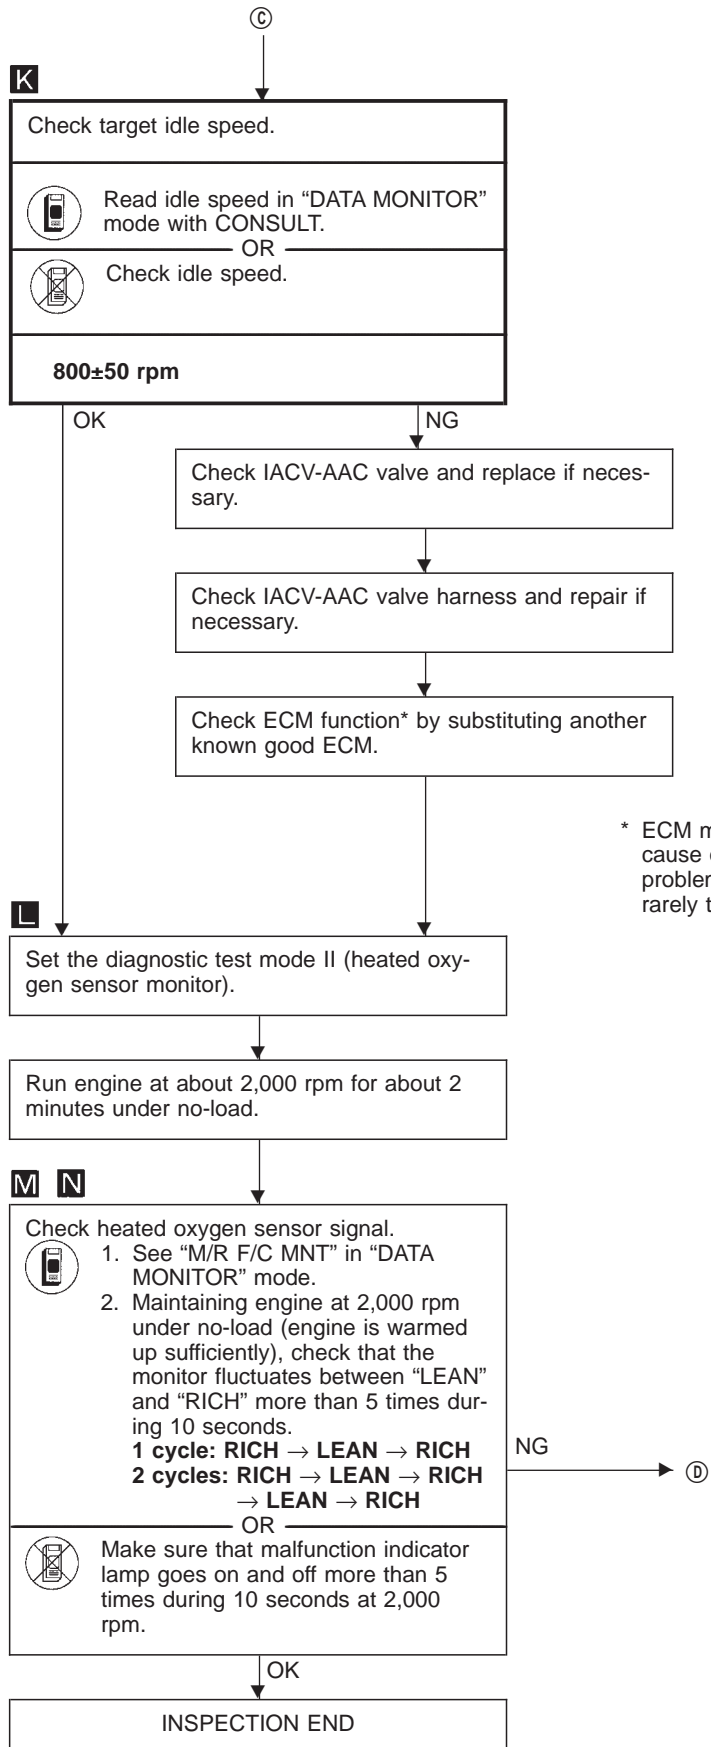 Ⓒ
K
Check target idle speed.
Read idle speed in “DATA MONITOR”
mode with CONSULT.
OR
Check idle speed.
800±50 rpm
OK
NG
Check IACV-AAC valve and replace if neces-
sary.
Check IACV-AAC valve harness and repair if
necessary.
Check ECM function* by substituting another
known good ECM.
* ECM
cause
rarely
L
Set the diagnostic test mode II (heated oxy-
gen sensor monitor).
Run engine at about 2,000 rpm for about 2
minutes under no-load.
M N
Check heated oxygen sensor signal.
1. See “M/R F/C MNT” in “DATA
MONITOR” mode.
2. Maintaining engine at 2,000 rpm
under no-load (engine is warmed
up sufficiently), check that the
monitor fluctuates between “LEAN”
and “RICH” more than 5 times dur-
ing 10 seconds.
1 cycle: RICH → LEAN → RICH
2 cycles: RICH → LEAN → RICH
→ LEAN → RICH
NG
Ⓓ
OR
Make sure that malfunction indicator
lamp goes on and off more than 5
times during 10 seconds at 2,000
rpm.
OK
INSPECTION END